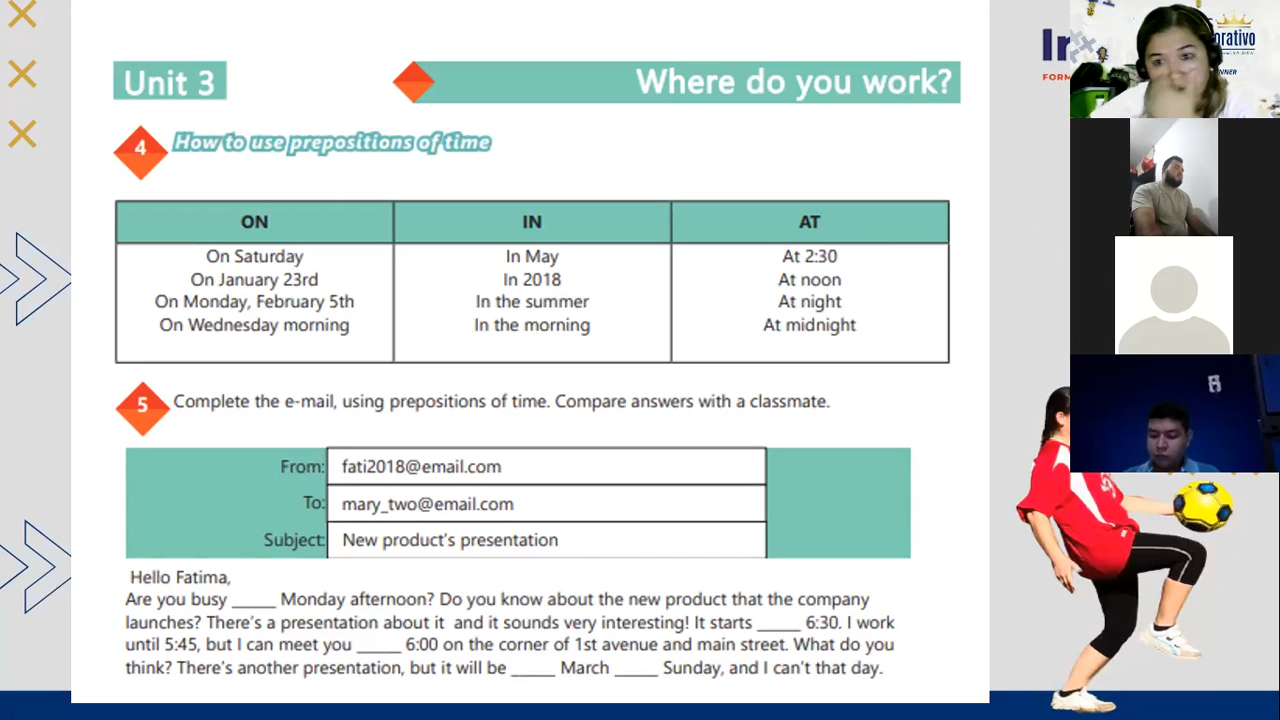 Unit 3
Where do you work?
4
How to use prepositions of time
ON IN AT
On Saturday In May At 2:30
On January 23rd In 2018 At noon
On Monday, February 5th In the summer At night
On Wednesday morning In the morning At midnight
5
Complete the e-mail, using prepositions of time. Compare answers with a classmate.
From: fati2018@email.com
To: mary_two@email.com
Subject: New product's presentation
Hello Fatima,
Are you busy _____ Monday afternoon? Do you know about the new product that the company
launches? There's a presentation about it and it sounds very interesting! It starts _____ 6:30. I work
until 5:45, but I can meet you _____ 6:00 on the corner of 1st avenue and main street. What do you
think? There's another presentation, but it will be _____ March _____ Sunday, and I can't that day.